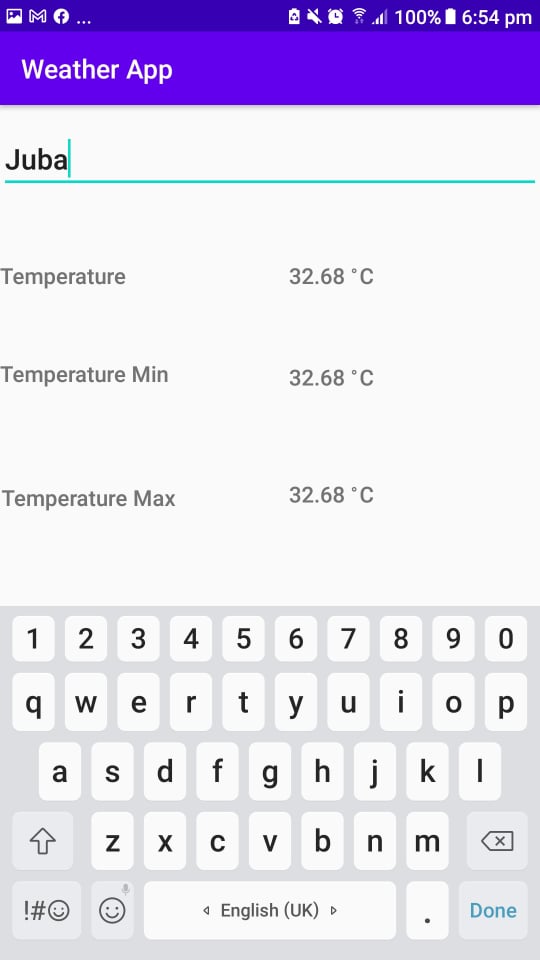 ... 100% 6:54 pm
Weather App
Juba
Temperature 32.68 °C
Temperature Min 32.68 °C
Temperature Max 32.68 °C
1 2 3 4 5 6 7 8 9 0
q w e r t y u i o p
a s d f g h j k l
z x c v b n m
!#☺ English (UK) . Done